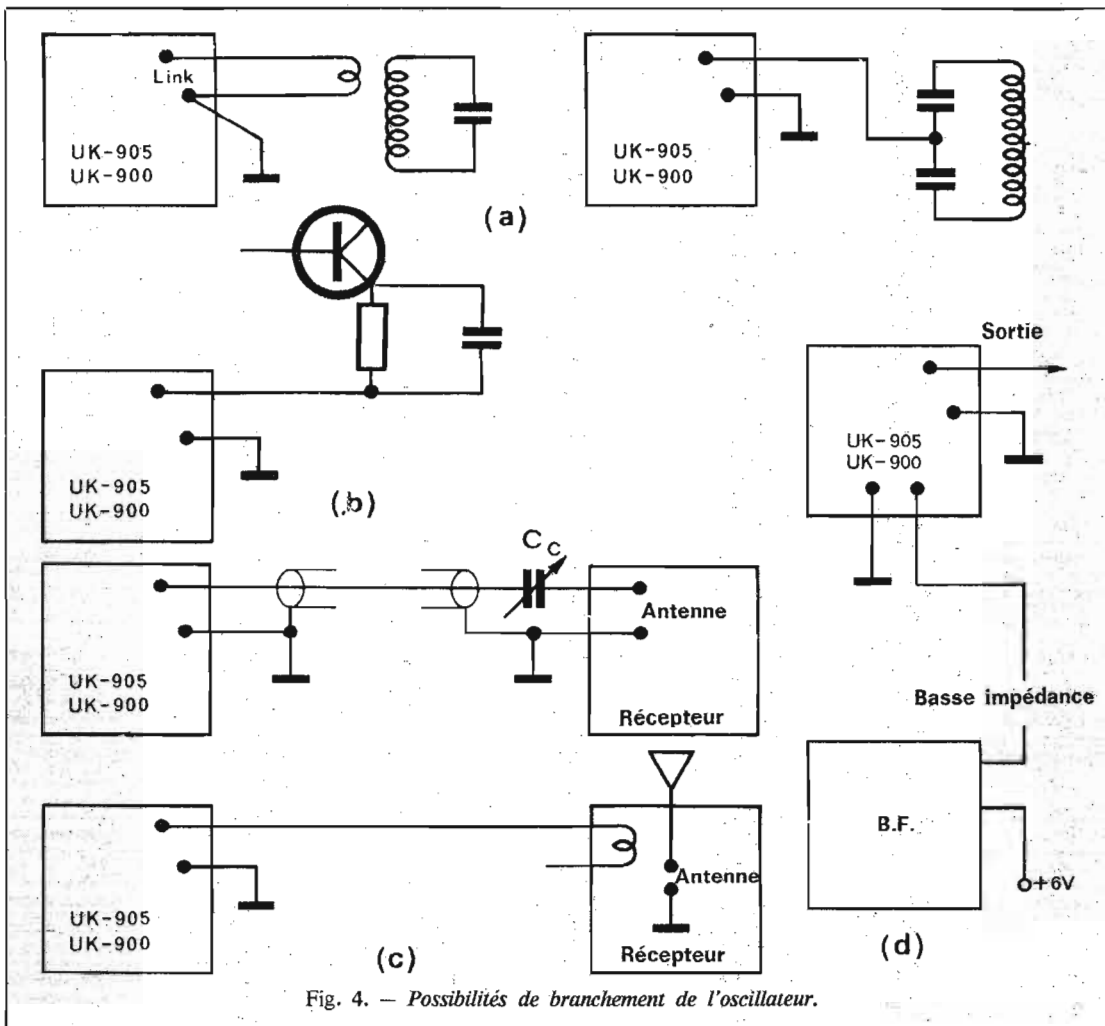 Link
UK-905
UK-900
UK-905
UK-900
(a)
UK-905
UK-900
(b)
Sortie
UK-905
UK-900
Basse impédance
B.F.
+6V
(d)
UK-905
UK-900
Cc
Antenne
Récepteur
UK-905
UK-900
Antenne
Récepteur
(c)
Fig. 4. — Possibilités de branchement de l'oscillateur.